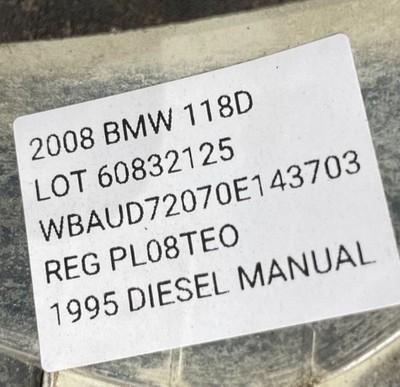 2008 BMW 118D
LOT 60832125
WBAUD72070E143703
REG PL08TEO
1995 DIESEL MANUAL